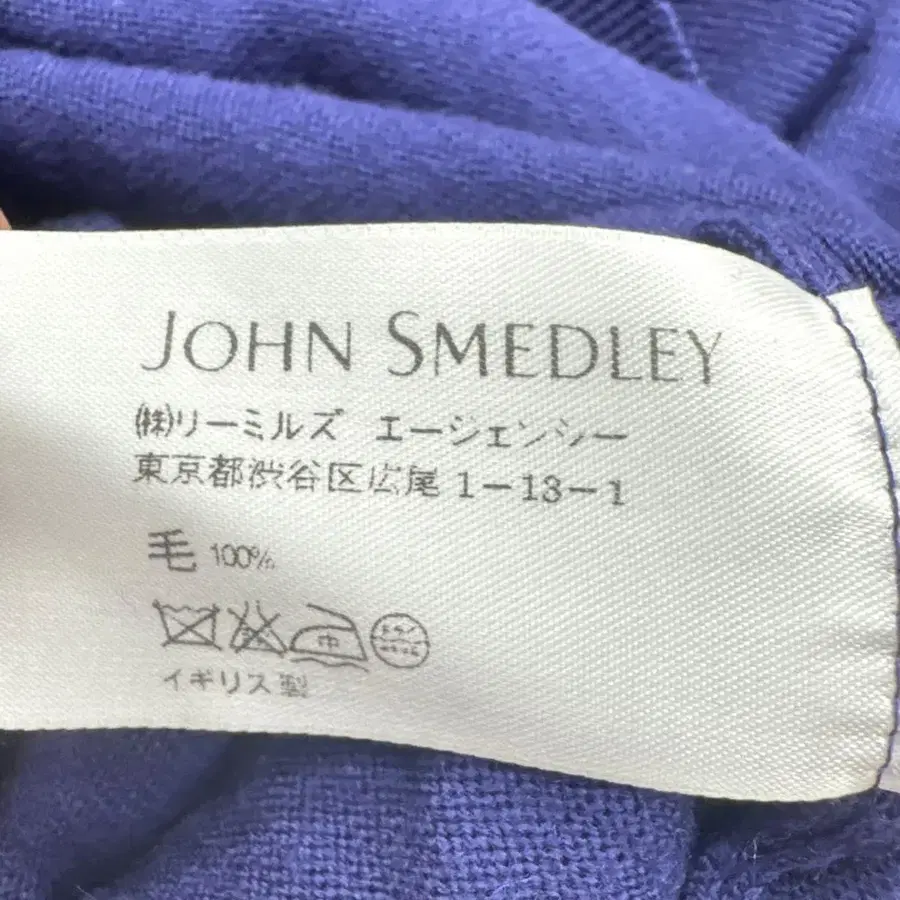 JOHN SMEDLEY
㈱リーミルズ エージェンシー
東京都渋谷区広尾 1-13-1
毛 100%
中
イギリス製